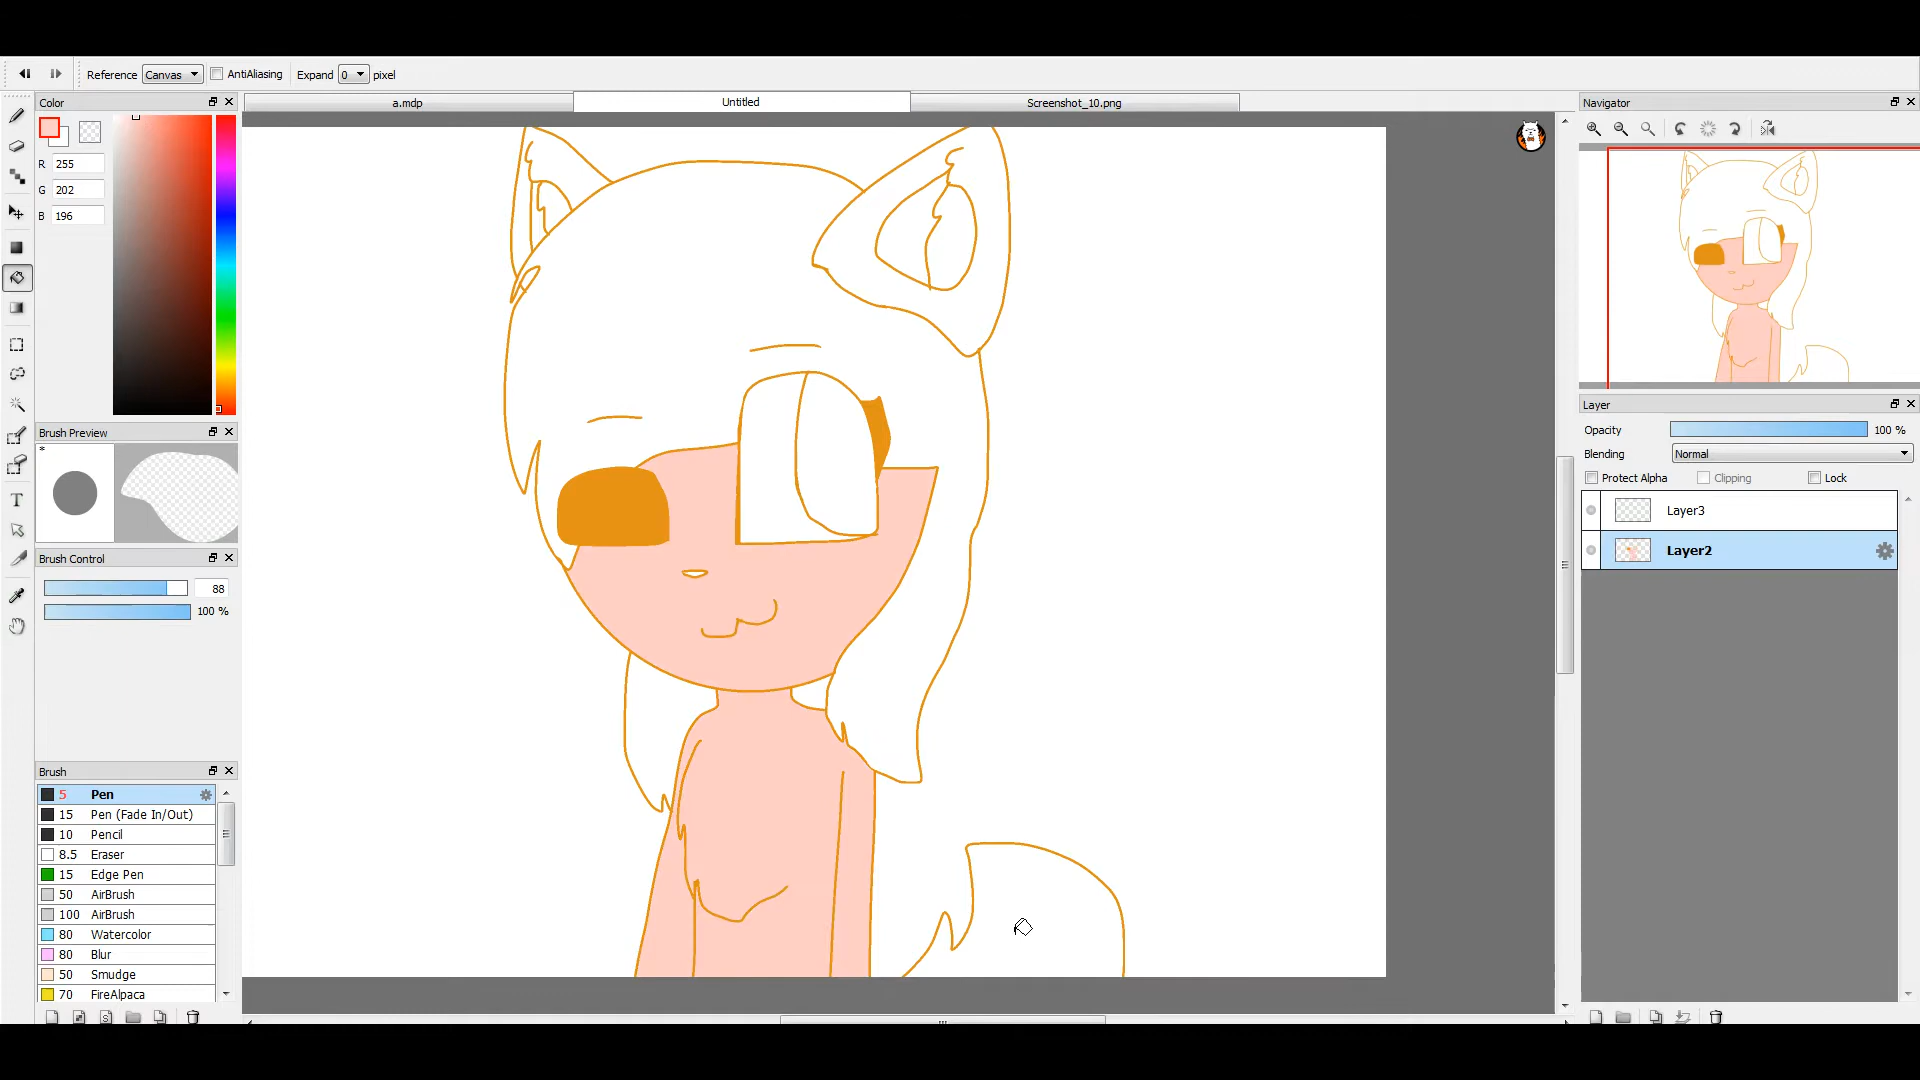 Reference Canvas AntiAliasing Expand 0 pixel
Color
a.mdp
Untitled
Screenshot_10.png
Navigator
R 255
G 202
B 196
Brush Preview
*
Brush Control
88
100 %
Brush
5 Pen
15 Pen (Fade In/Out)
10 Pencil
8.5 Eraser
15 Edge Pen
50 AirBrush
100 AirBrush
80 Watercolor
80 Blur
50 Smudge
70 FireAlpaca
T
S
Layer
Opacity 100 %
Blending Normal
Protect Alpha Clipping Lock
Layer3
Layer2